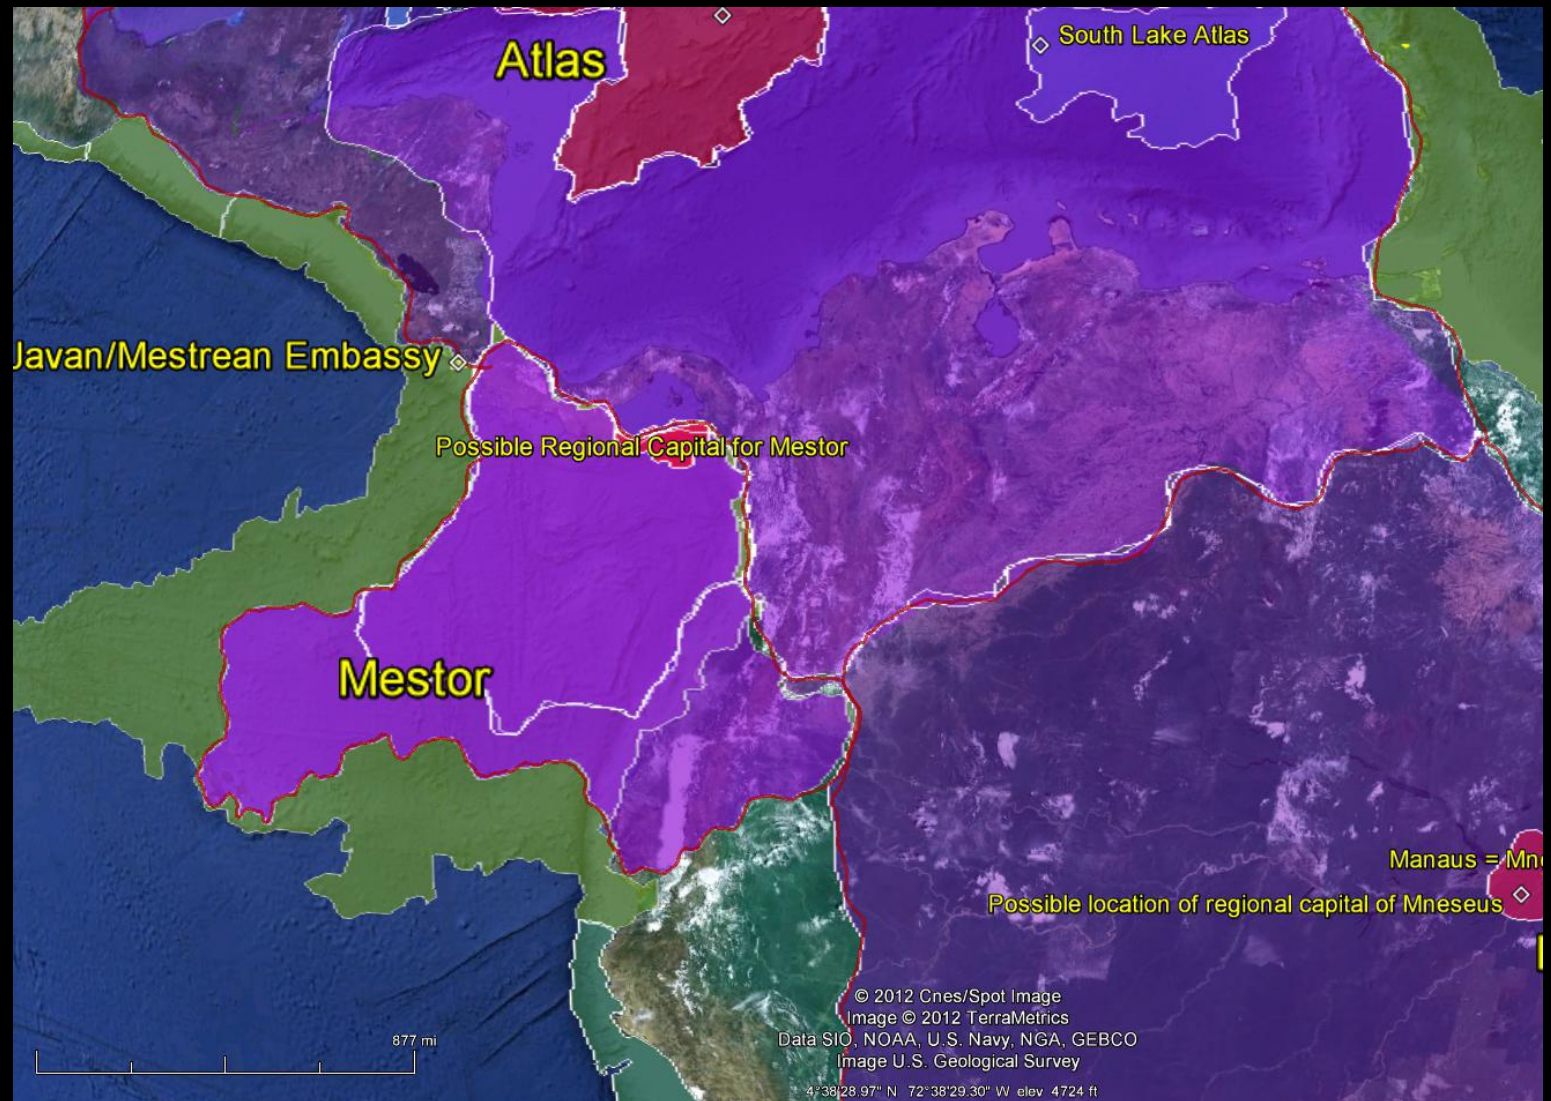 South Lake Atlas
Atlas
Javan/Mestrean Embassy
Possible Regional Capital for Mestor
Mestor
Manaus = Mn
Possible location of regional capital of Mneseus
© 2012 Cnes/Spot Image
Image © 2012 TerraMetrics
Data SIO, NOAA, U.S. Navy, NGA, GEBCO
Image U.S. Geological Survey
877 mi
4°38'28.97" N 72°38'29.30" W elev 4724 ft